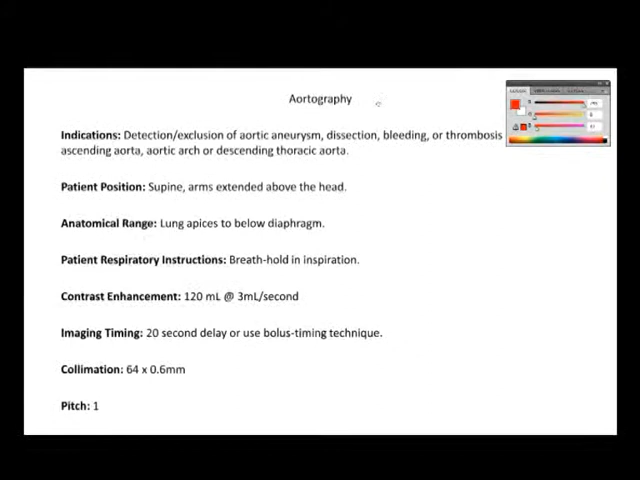 Aortography
Indications: Detection/exclusion of aortic aneurysm, dissection, bleeding, or thrombosis
ascending aorta, aortic arch or descending thoracic aorta.
Patient Position: Supine, arms extended above the head.
Anatomical Range: Lung apices to below diaphragm.
Patient Respiratory Instructions: Breath-hold in inspiration.
Contrast Enhancement: 120 mL @ 3mL/second
Imaging Timing: 20 second delay or use bolus-timing technique.
Collimation: 64 x 0.6mm
Pitch: 1